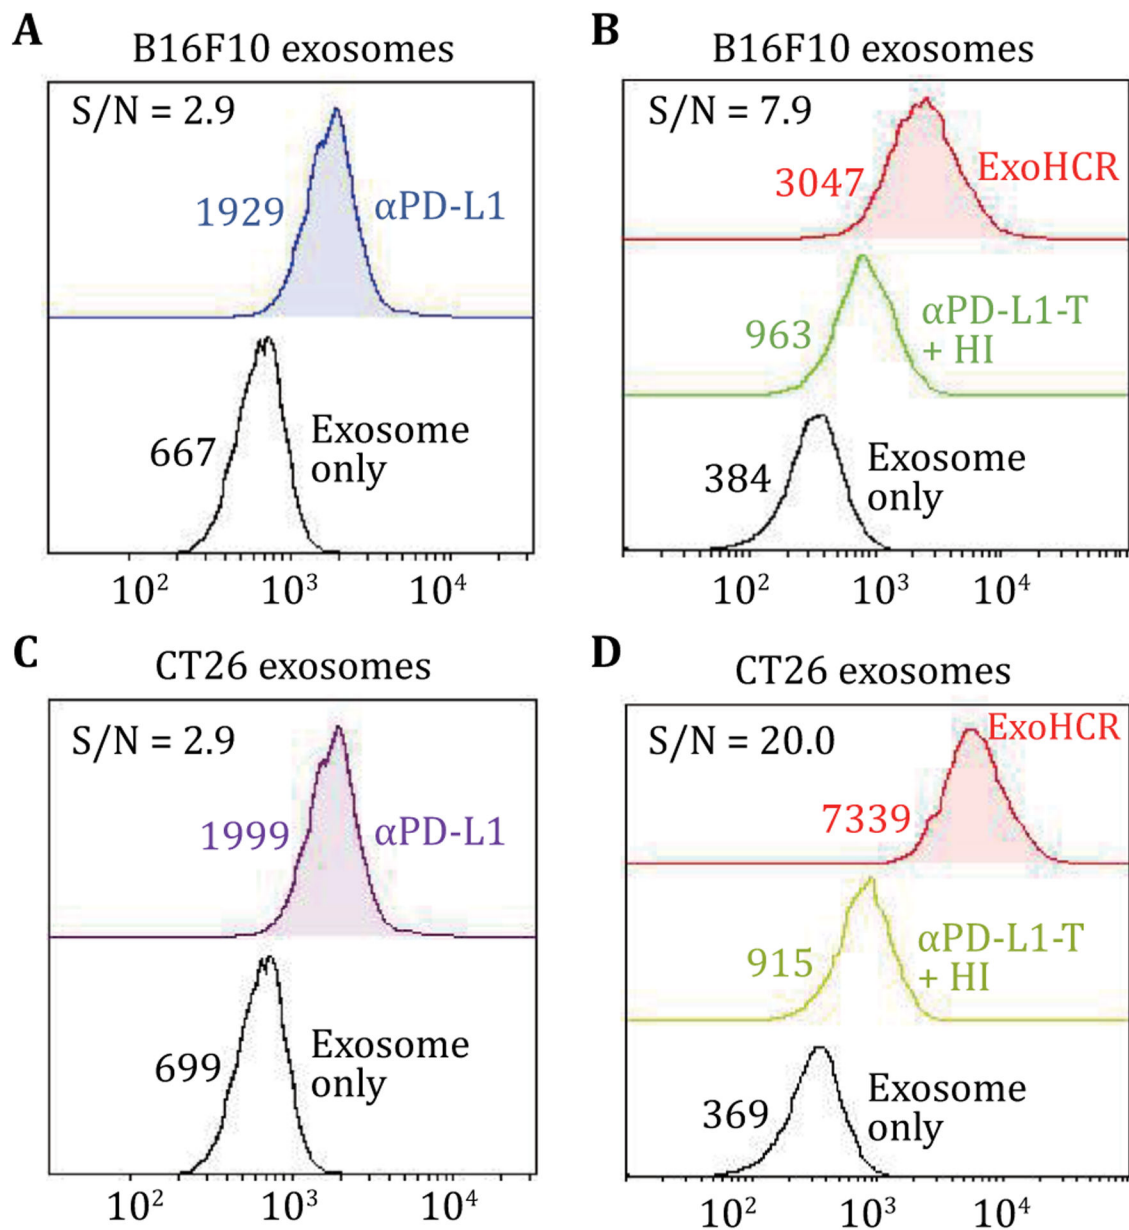 A
B16F10 exosomes
S/N = 2.9
1929
αPD-L1
667
Exosome
only
10²
10³
10⁴
B
B16F10 exosomes
S/N = 7.9
ExoHCR
3047
αPD-L1-T
+ HI
963
Exosome
only
384
10²
10³
10⁴
C
CT26 exosomes
S/N = 2.9
1999
αPD-L1
699
Exosome
only
10²
10³
10⁴
D
CT26 exosomes
S/N = 20.0
ExoHCR
7339
αPD-L1-T
+ HI
915
Exosome
only
369
10²
10³
10⁴